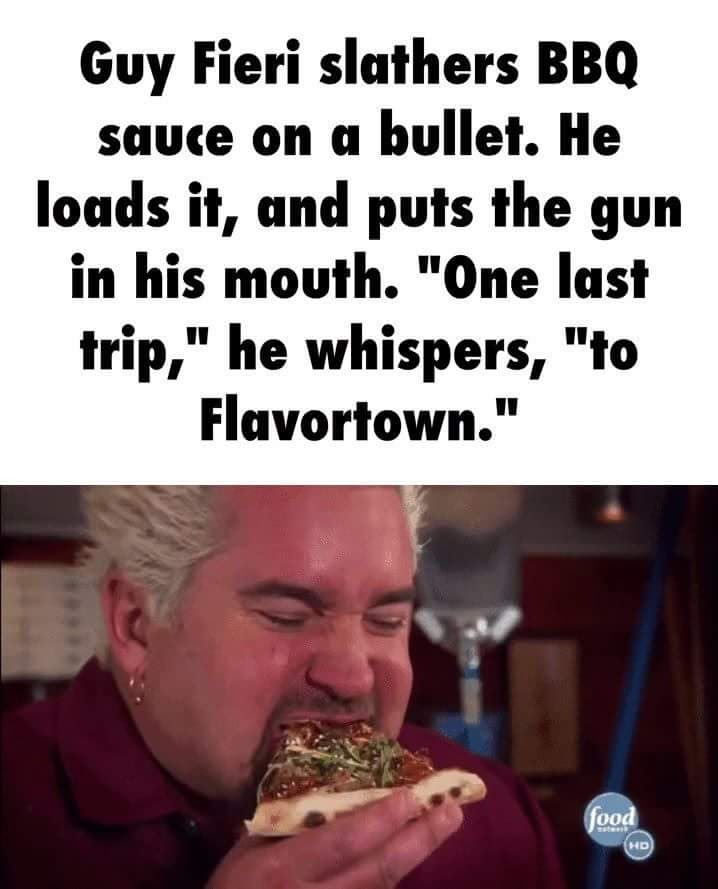 Guy Fieri slathers BBQ
sauce on a bullet. He
loads it, and puts the gun
in his mouth. "One last
trip," he whispers, "to
Flavortown."
food
network
HD